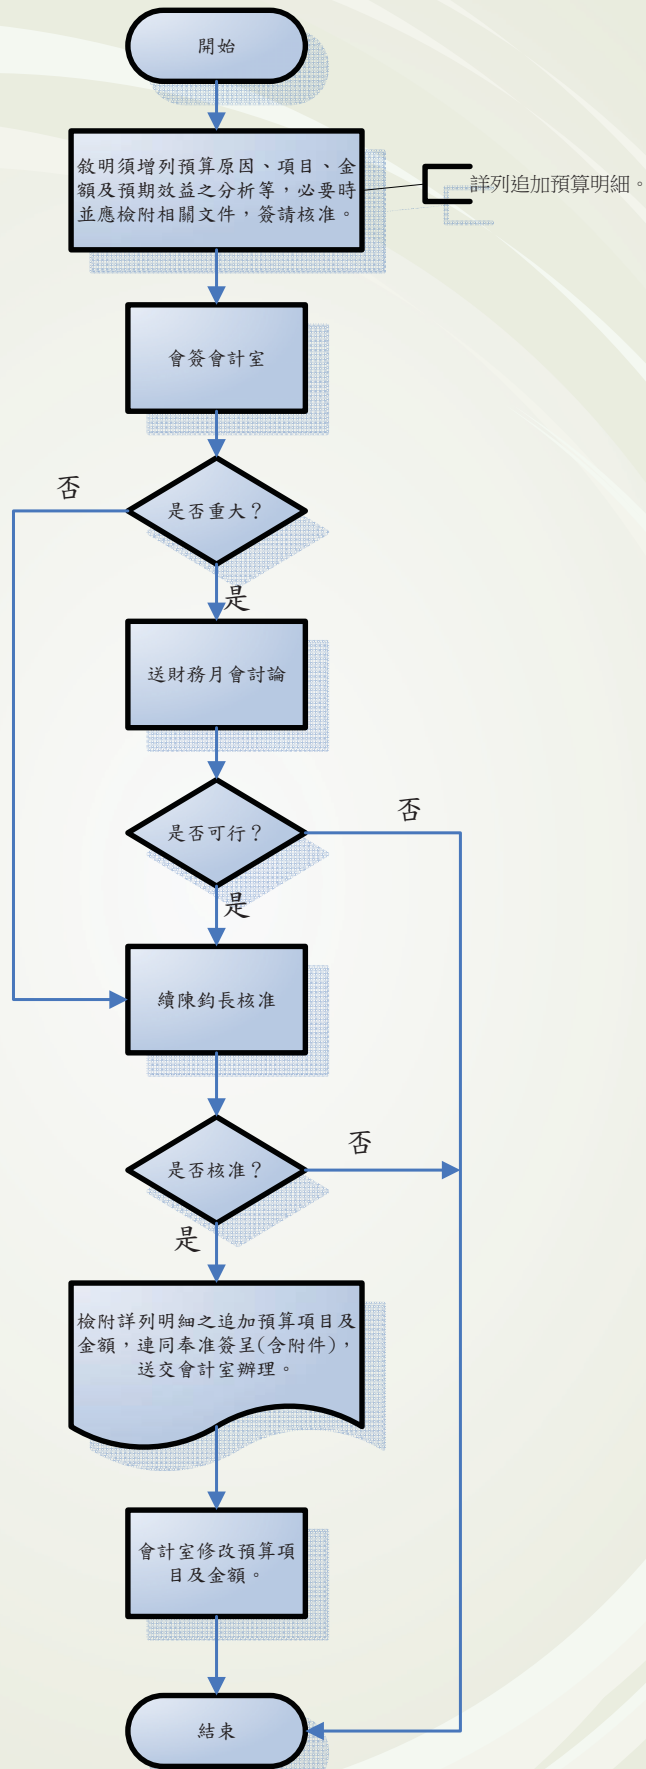 開始
敘明須增列預算原因、項目、金
額及預期效益之分析等，必要時
並應檢附相關文件，簽請核准。
詳列追加預算明細。
會簽會計室
是否重大？
否
是
送財務月會討論
是否可行？
否
是
續陳鈞長核准
是否核准？
否
是
檢附詳列明細之追加預算項目及
金額，連同奉准簽呈(含附件)，
送交會計室辦理。
會計室修改預算項
目及金額。
結束